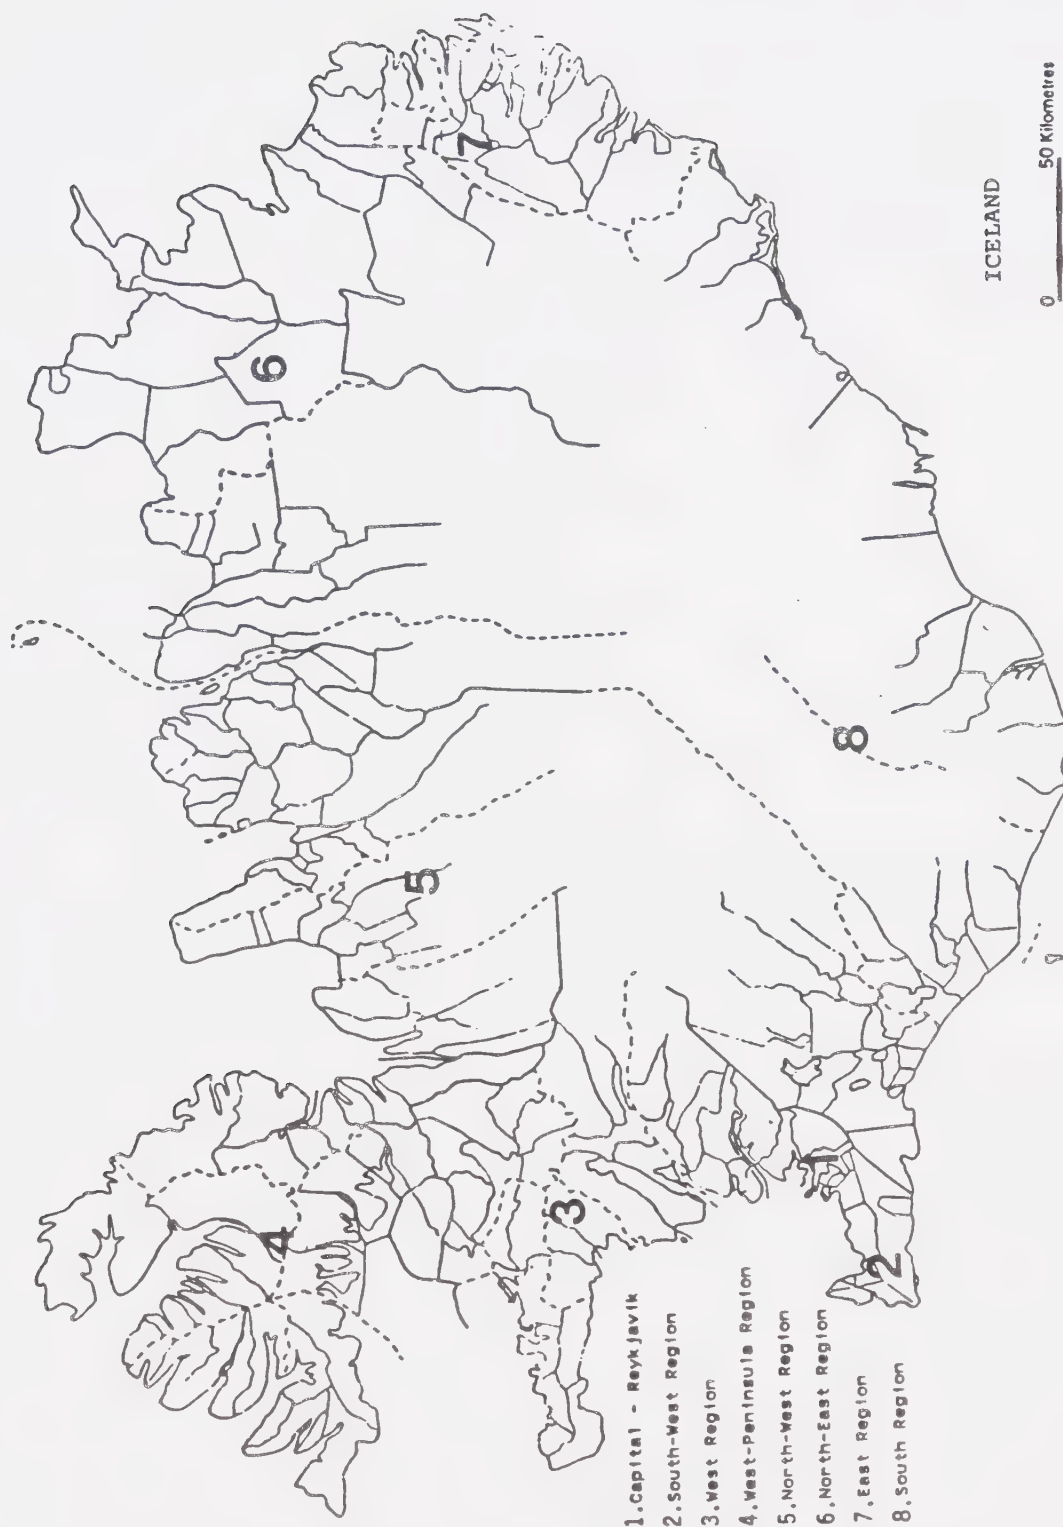 ICELAND
0 50 Kilometres
1.Capital - Reykjavik
2.South-West Region
3.West Region
4.West-Peninsula Region
5.North-West Region
6.North-East Region
7.East Region
8.South Region
4
3
2
1
5
6
7
8